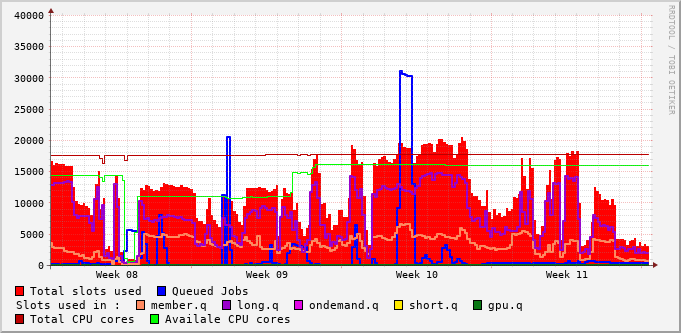 40000
35000
30000
25000
20000
15000
10000
5000
0
Week 08 Week 09 Week 10 Week 11
RRDTOOL / TOBI OETIKER
Total slots used Queued Jobs
Slots used in : member.q long.q ondemand.q short.q gpu.q
Total CPU cores Availale CPU cores